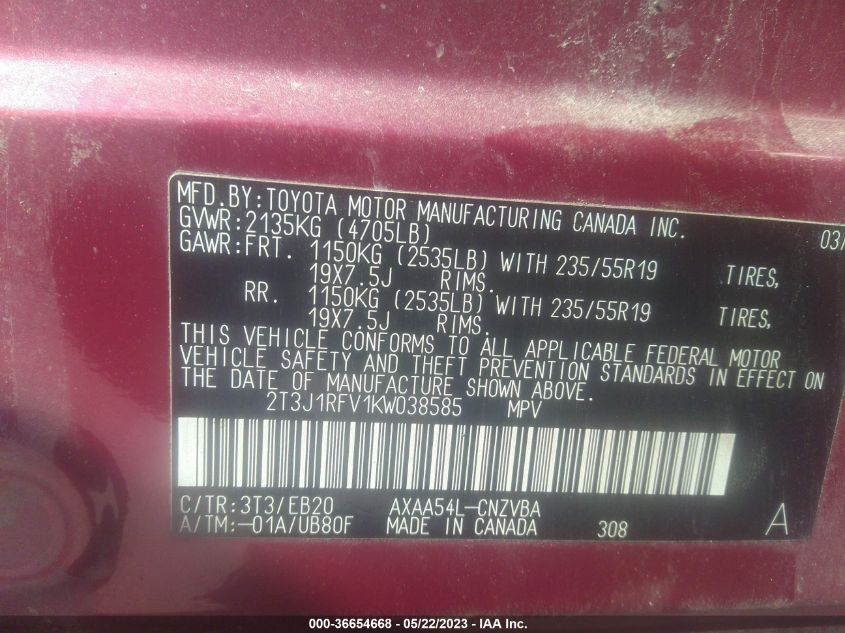 MFD.BY:TOYOTA MOTOR MANUFACTURING CANADA INC. 03/
GVWR:2135KG (4705LB)
GAWR:FRT. 1150KG (2535LB) WITH 235/55R19 TIRES,
19X7.5J RIMS.
RR. 1150KG (2535LB) WITH 235/55R19 TIRES,
19X7.5J RIMS.
THIS VEHICLE CONFORMS TO ALL APPLICABLE FEDERAL MOTOR
VEHICLE SAFETY AND THEFT PREVENTION STANDARDS IN EFFECT ON
THE DATE OF MANUFACTURE SHOWN ABOVE.
2T3J1RFV1KW038585 MPV
C/TR:3T3/EB20 AXAA54L-CNZVBA
A/TM:-01A/UB80F MADE IN CANADA 308 A
000-36654668 - 05/22/2023 - IAA Inc.